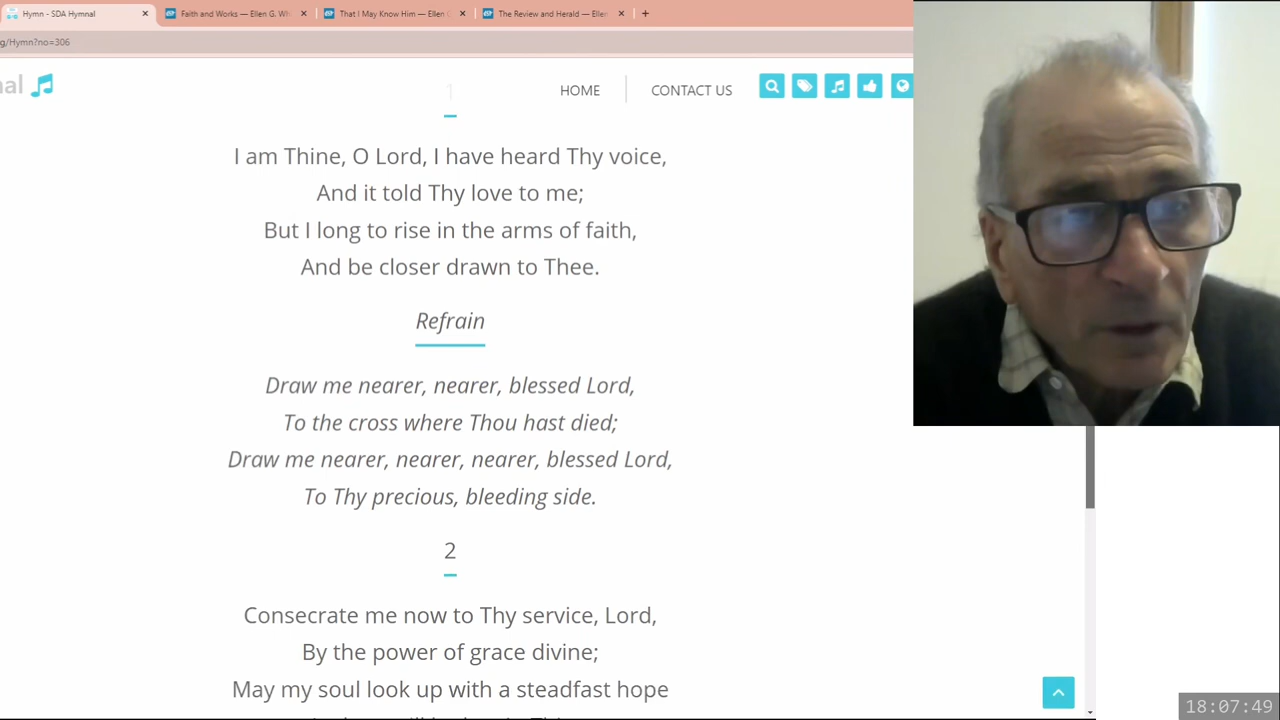 Hymn - SDA Hymnal
Faith and Works — Ellen G. Wh
That I May Know Him — Ellen G
The Review and Herald — Ellen
g/Hymn?no=306
nal
HOME
CONTACT US
1
I am Thine, O Lord, I have heard Thy voice,
And it told Thy love to me;
But I long to rise in the arms of faith,
And be closer drawn to Thee.
Refrain
Draw me nearer, nearer, blessed Lord,
To the cross where Thou hast died;
Draw me nearer, nearer, nearer, blessed Lord,
To Thy precious, bleeding side.
2
Consecrate me now to Thy service, Lord,
By the power of grace divine;
May my soul look up with a steadfast hope
18:07:49